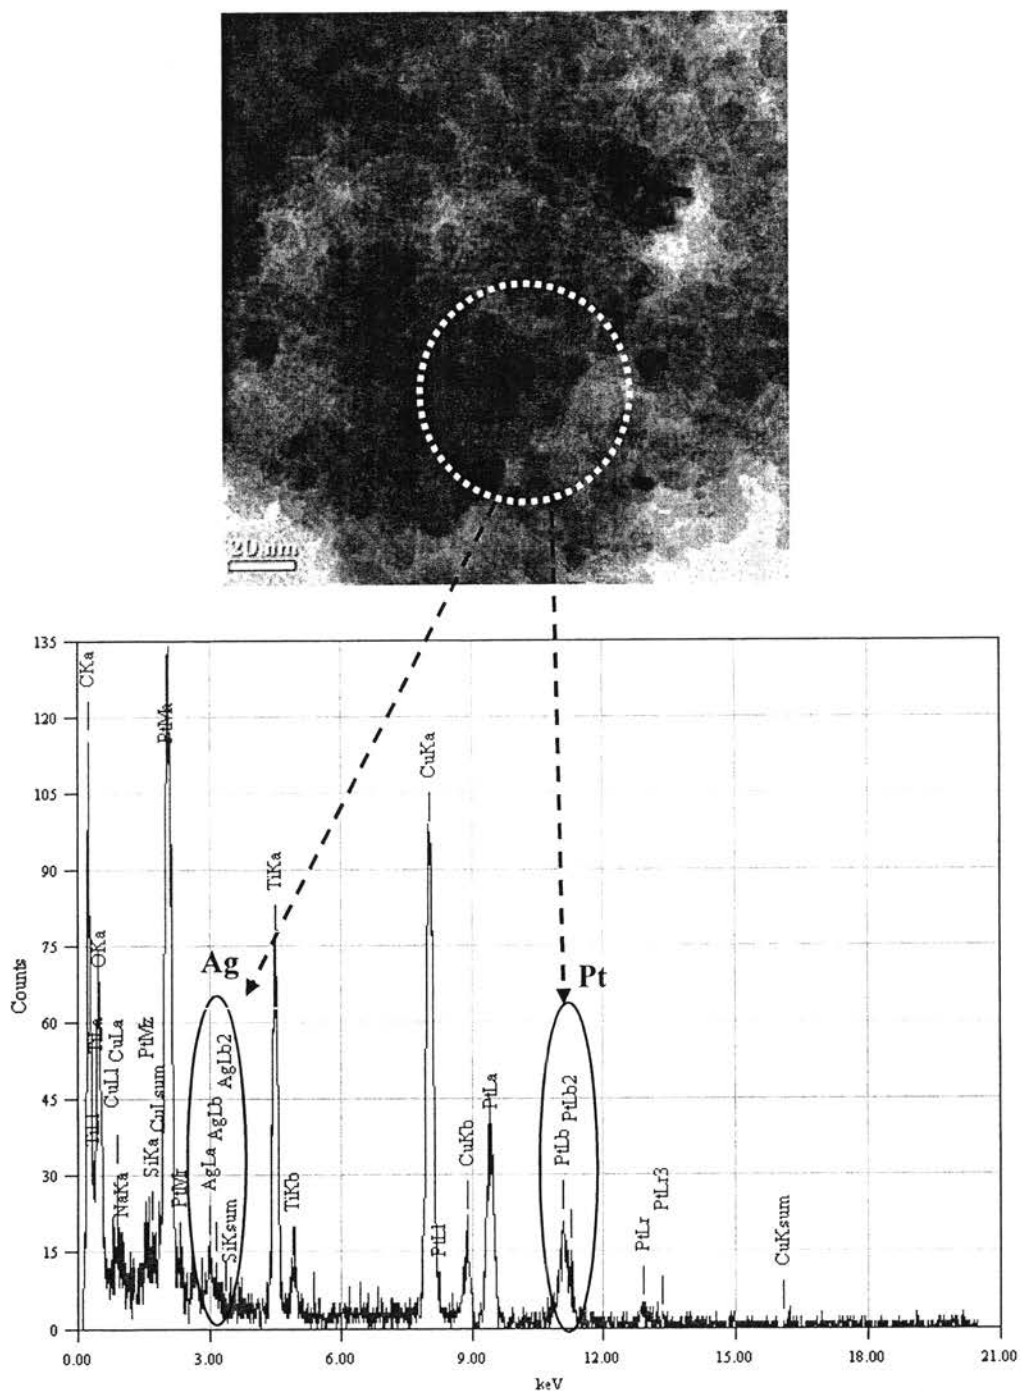 20 nm
135
120
105
90
75
60
45
30
15
0
Counts
CKa
OKa
TiLa
TiLl
CuLl
CuLa
NaKa
PtMz
SiKa
CuLsum
PtMa
PtMr
Ag
AgLa
AgLb
AgLb2
SiKsum
TiKa
TiKb
CuKa
PtLl
CuKb
PtLa
Pt
PtLb
PtLb2
PtLr
PtLr3
CuKsum
0.00 3.00 6.00 9.00 12.00 15.00 18.00 21.00
keV